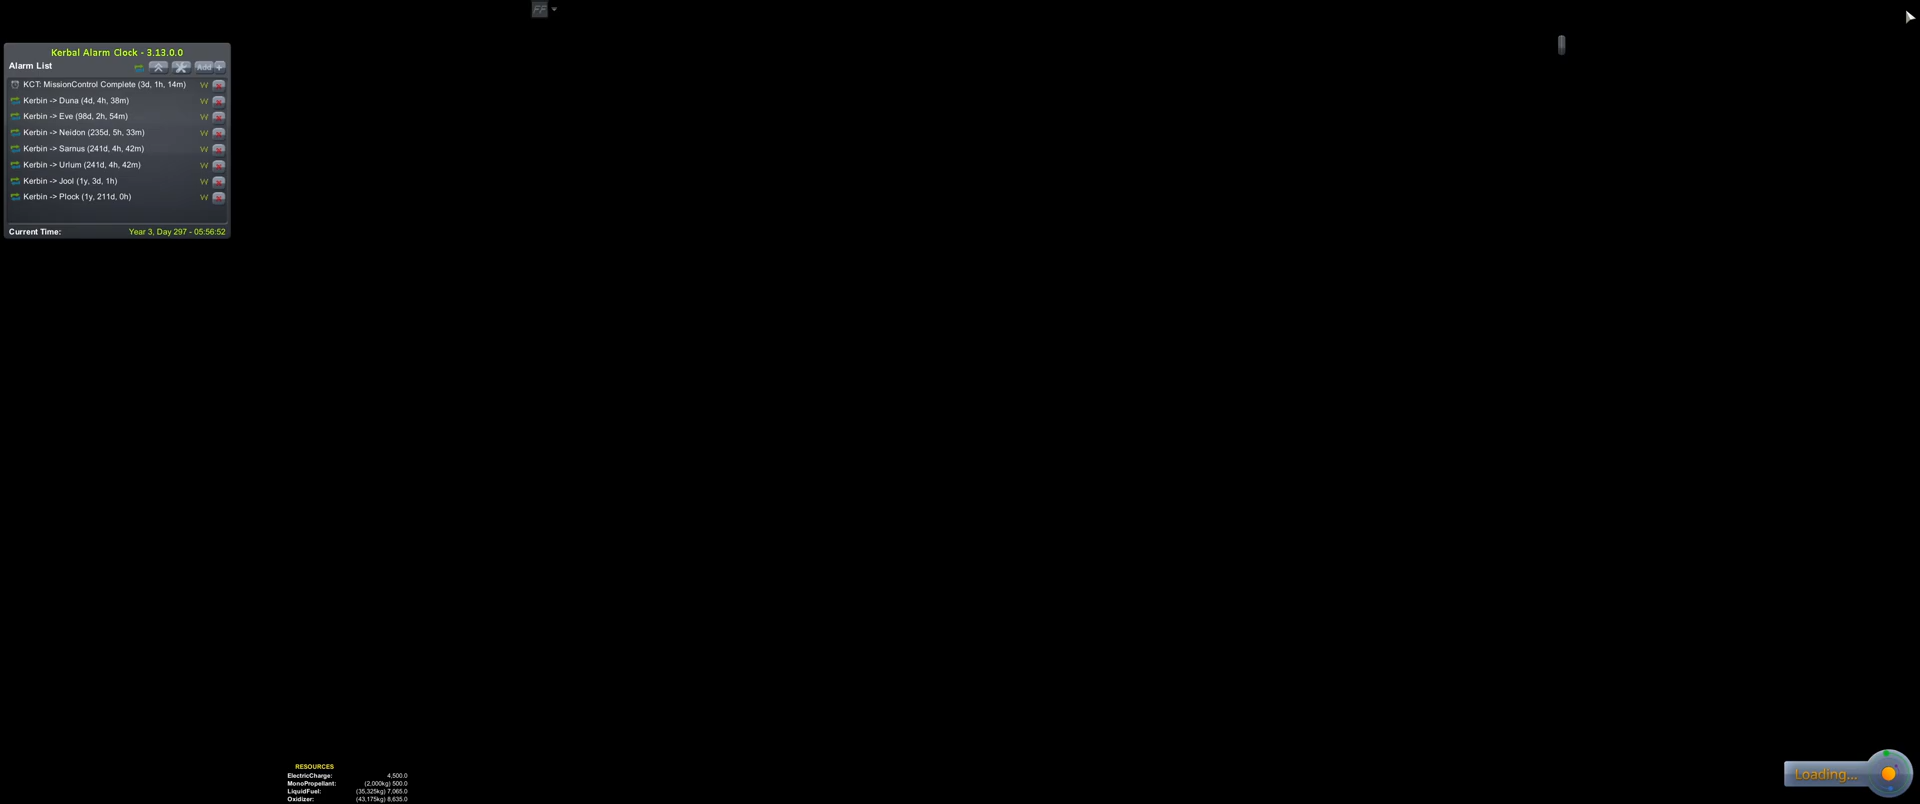 FF
Kerbal Alarm Clock - 3.13.0.0
Alarm List
Add +
KCT: MissionControl Complete (3d, 1h, 14m) W
Kerbin -> Duna (4d, 4h, 38m) W
Kerbin -> Eve (98d, 2h, 54m) W
Kerbin -> Neidon (235d, 5h, 33m) W
Kerbin -> Sarnus (241d, 4h, 42m) W
Kerbin -> Urlum (241d, 4h, 42m) W
Kerbin -> Jool (1y, 3d, 1h) W
Kerbin -> Plock (1y, 211d, 0h) W
Current Time: Year 3, Day 297 - 05:56:52
RESOURCES
ElectricCharge: 4,500.0
MonoPropellant: (2,000kg) 500.0
LiquidFuel: (35,325kg) 7,065.0
Oxidizer: (43,175kg) 8,635.0
Loading...